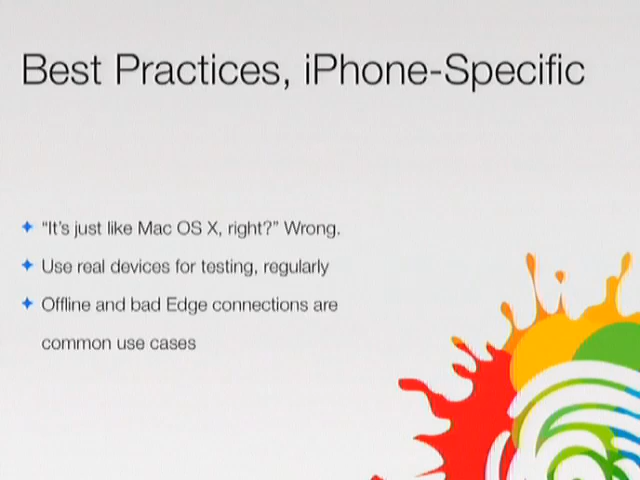 Best Practices, iPhone-Specific
“It’s just like Mac OS X, right?” Wrong.
Use real devices for testing, regularly
Offline and bad Edge connections are
common use cases